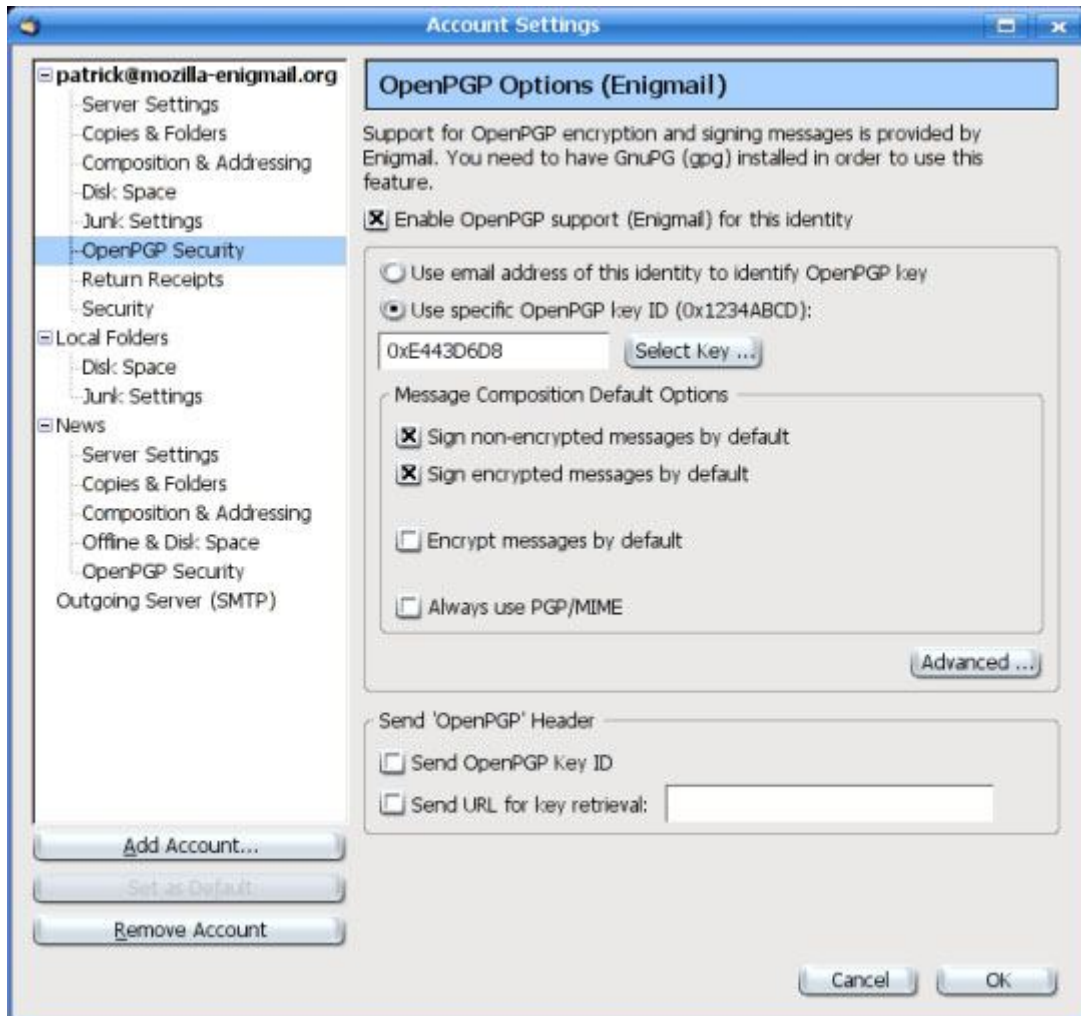 Account Settings
patrick@mozilla-enigmail.org
Server Settings
Copies & Folders
Composition & Addressing
Disk Space
Junk Settings
OpenPGP Security
Return Receipts
Security
Local Folders
Disk Space
Junk Settings
News
Server Settings
Copies & Folders
Composition & Addressing
Offline & Disk Space
OpenPGP Security
Outgoing Server (SMTP)
Add Account...
Set as Default
Remove Account
OpenPGP Options (Enigmail)
Support for OpenPGP encryption and signing messages is provided by
Enigmail. You need to have GnuPG (gpg) installed in order to use this
feature.
Enable OpenPGP support (Enigmail) for this identity
Use email address of this identity to identify OpenPGP key
Use specific OpenPGP key ID (0x1234ABCD):
0xE443D6D8
Select Key ...
Message Composition Default Options
Sign non-encrypted messages by default
Sign encrypted messages by default
Encrypt messages by default
Always use PGP/MIME
Advanced ...
Send 'OpenPGP' Header
Send OpenPGP Key ID
Send URL for key retrieval:
Cancel
OK